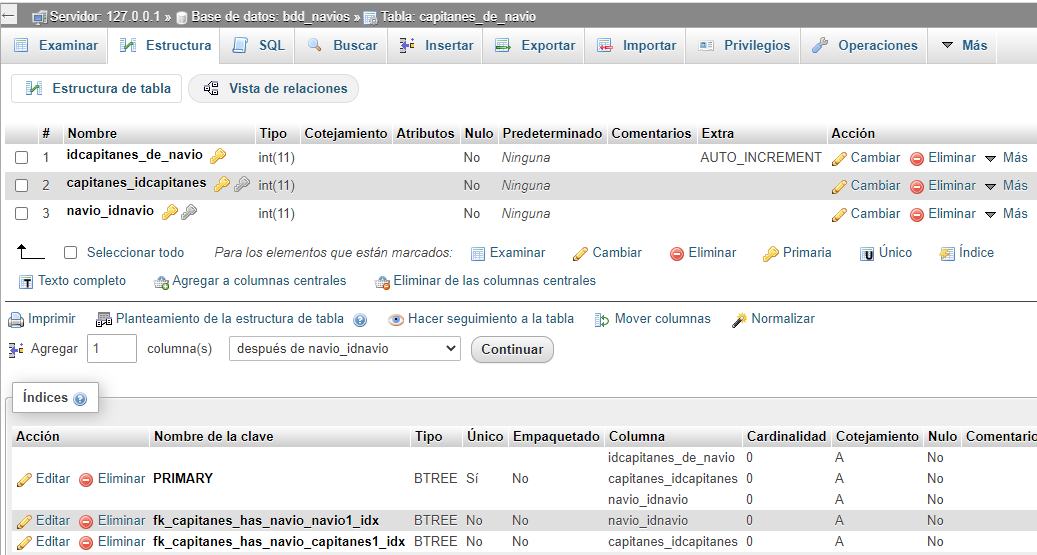 Servidor: 127.0.0.1 » Base de datos: bdd_navios » Tabla: capitanes_de_navio
Examinar Estructura SQL Buscar Insertar Exportar Importar Privilegios Operaciones Más
Estructura de tabla Vista de relaciones
# Nombre Tipo Cotejamiento Atributos Nulo Predeterminado Comentarios Extra Acción
1 idcapitanes_de_navio int(11) No Ninguna AUTO_INCREMENT Cambiar Eliminar Más
2 capitanes_idcapitanes int(11) No Ninguna Cambiar Eliminar Más
3 navio_idnavio int(11) No Ninguna Cambiar Eliminar Más
Seleccionar todo Para los elementos que están marcados: Examinar Cambiar Eliminar Primaria Único Índice
Texto completo Agregar a columnas centrales Eliminar de las columnas centrales
Imprimir Planteamiento de la estructura de tabla Hacer seguimiento a la tabla Mover columnas Normalizar
Agregar 1 columna(s) después de navio_idnavio Continuar
Índices
Acción Nombre de la clave Tipo Único Empaquetado Columna Cardinalidad Cotejamiento Nulo Comentario
idcapitanes_de_navio 0 A No
Editar Eliminar PRIMARY BTREE Sí No capitanes_idcapitanes 0 A No
navio_idnavio 0 A No
Editar Eliminar fk_capitanes_has_navio_navio1_idx BTREE No No navio_idnavio 0 A No
Editar Eliminar fk_capitanes_has_navio_capitanes1_idx BTREE No No capitanes_idcapitanes 0 A No